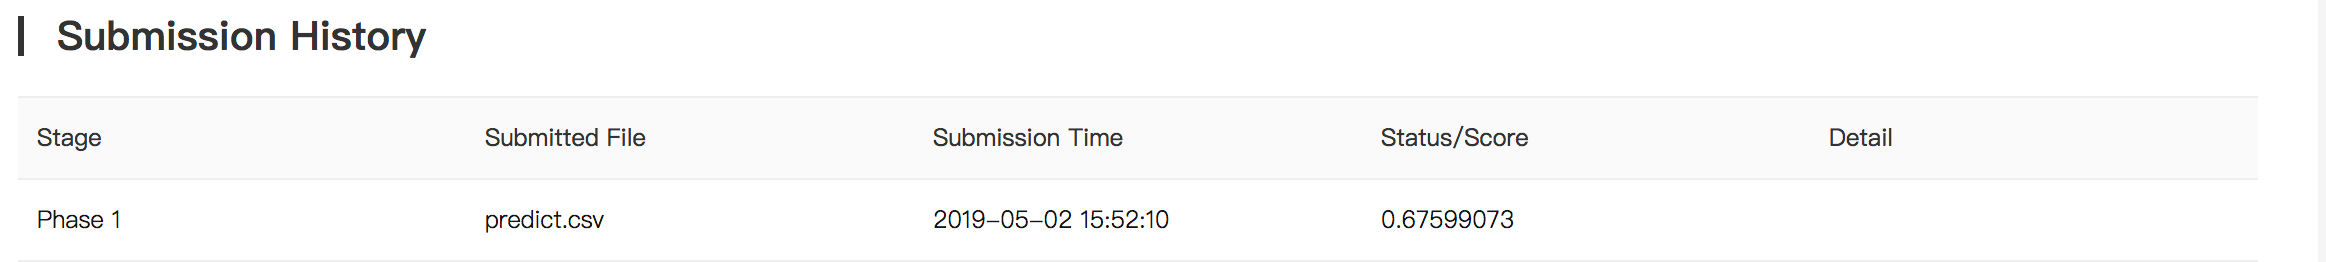 Submission History
Stage Submitted File Submission Time Status/Score Detail
Phase 1 predict.csv 2019-05-02 15:52:10 0.67599073